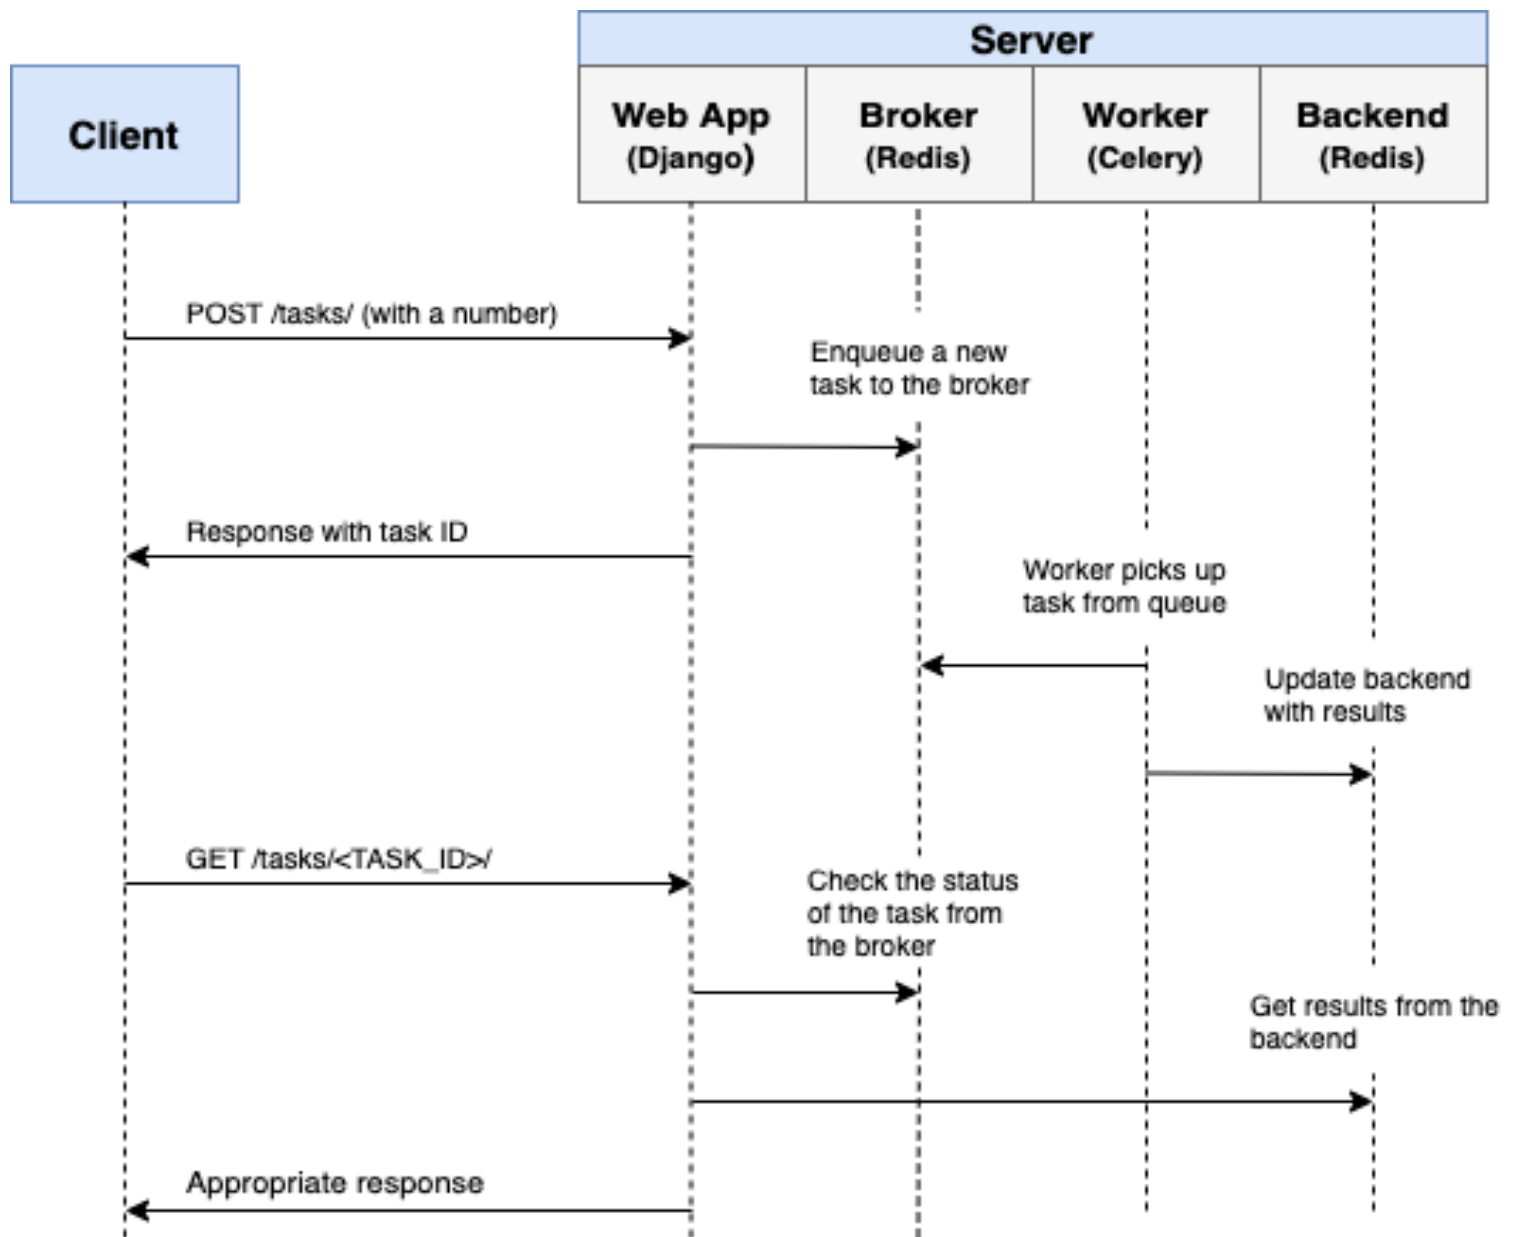 Server
Client
Web App
(Django)
Broker
(Redis)
Worker
(Celery)
Backend
(Redis)
POST /tasks/ (with a number)
Enqueue a new
task to the broker
Response with task ID
Worker picks up
task from queue
Update backend
with results
GET /tasks/<TASK_ID>/
Check the status
of the task from
the broker
Get results from the
backend
Appropriate response